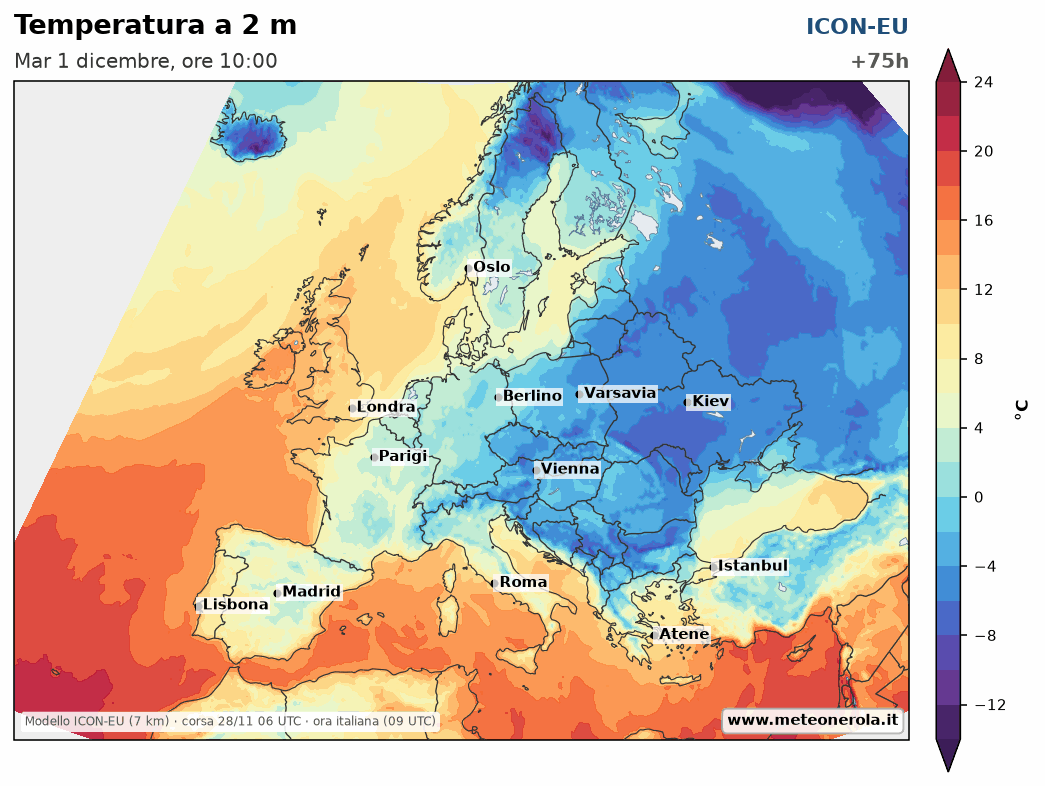 Temperatura a 2 m
ICON-EU
Mar 1 dicembre, ore 10:00
+75h
24
20
16
12
8
4
0
−4
−8
−12
°C
Oslo
Londra
Berlino
Varsavia
Kiev
Parigi
Vienna
Istanbul
Roma
Madrid
Lisbona
Atene
Modello ICON-EU (7 km) · corsa 28/11 06 UTC · ora italiana (09 UTC)
www.meteonerola.it